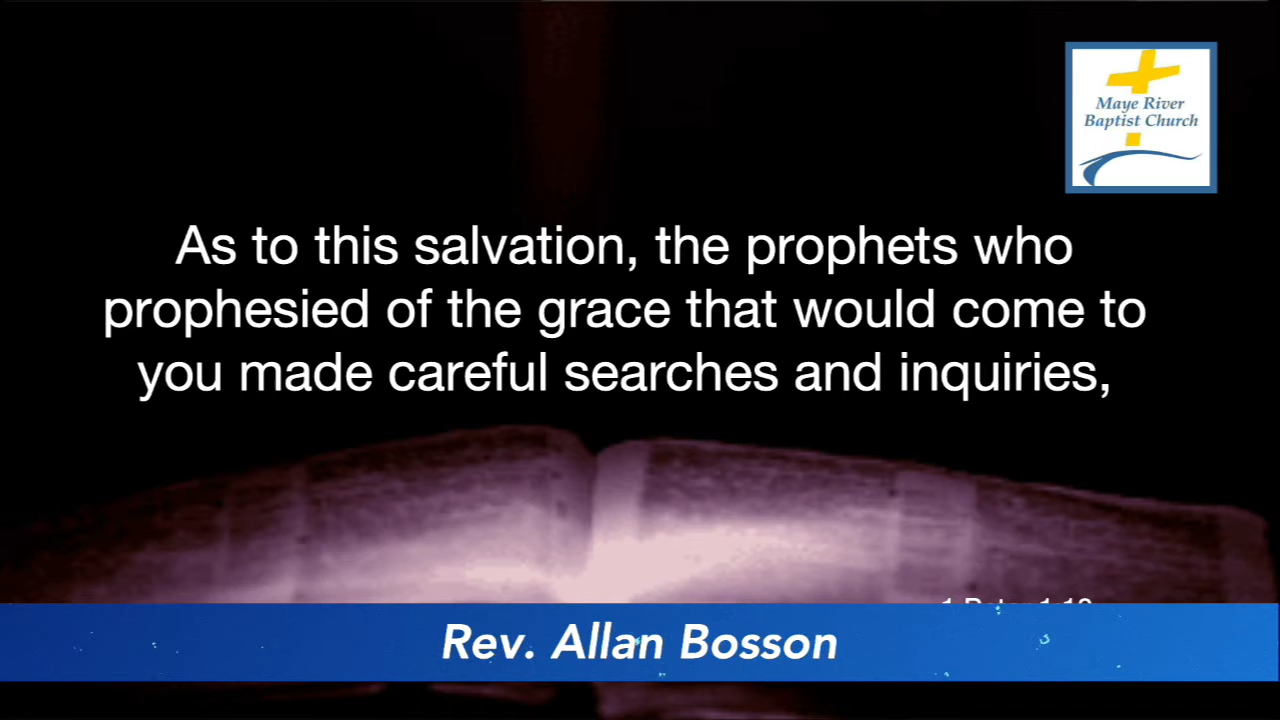 Maye River
Baptist Church
As to this salvation, the prophets who
prophesied of the grace that would come to
you made careful searches and inquiries,
Rev. Allan Bosson